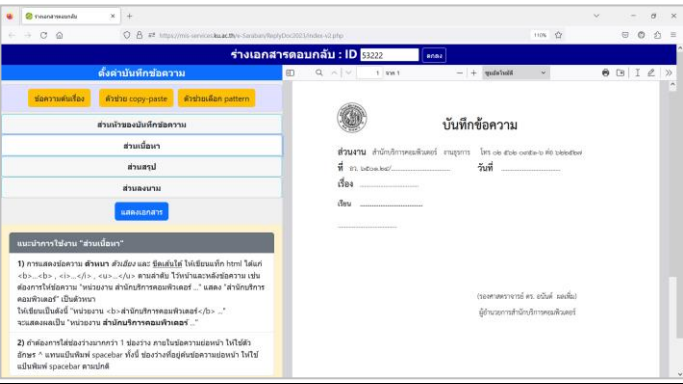 ร่างเอกสารตอบกลับ
https://mis-services.ku.ac.th/e-Saraban/ReplyDoc2021/index-v2.php
110%
ร่างเอกสารตอบกลับ : ID 53222 ตกลง
ตั้งค่าบันทึกข้อความ
ข้อความต้นเรื่อง ตัวช่วย copy-paste ตัวช่วยเลือก pattern
ส่วนหัวของบันทึกข้อความ
ส่วนเนื้อหา
ส่วนสรุป
ส่วนลงนาม
แสดงเอกสาร
แนะนำการใช้งาน "ส่วนเนื้อหา"
1) การแสดงข้อความ ตัวหนา ตัวเอียง และ ขีดเส้นใต้ ให้เขียนแท็ก html ได้แก่
<b>...<b> , <i>...</i> , <u>...</u> ตามลำดับ ไว้หน้าและหลังข้อความ เช่น
ต้องการให้ข้อความ "หน่วยงาน สำนักบริการคอมพิวเตอร์ ..." แสดง "สำนักบริการ
คอมพิวเตอร์" เป็นตัวหนา
ให้เขียนเป็นดังนี้ "หน่วยงาน <b>สำนักบริการคอมพิวเตอร์</b> ..."
จะแสดงผลเป็น "หน่วยงาน สำนักบริการคอมพิวเตอร์ ..."
2) ถ้าต้องการใส่ช่องว่างมากกว่า 1 ช่องว่าง ภายในข้อความย่อหน้า ให้ใช้ตัว
อักษร ^ แทนแป้นพิมพ์ spacebar ทั้งนี้ ช่องว่างที่อยู่ต้นข้อความย่อหน้า ให้ใช้
แป้นพิมพ์ spacebar ตามปกติ
1 จาก 1 ซูมอัตโนมัติ
บันทึกข้อความ
ส่วนงาน สำนักบริการคอมพิวเตอร์ งานธุรการ โทร
ที่ วันที่
เรื่อง
เรียน
(รองศาสตราจารย์ ดร. อนันต์ ผลเพิ่ม)
ผู้อำนวยการสำนักบริการคอมพิวเตอร์